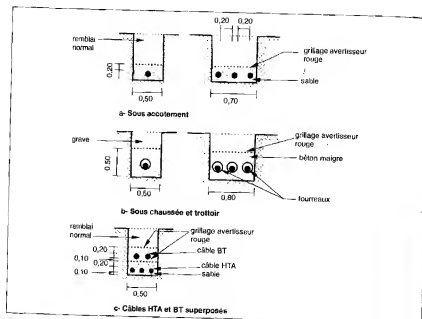 0,20 0,20
remblai
normal
grillage avertisseur
rouge
0,20
sable
0,50
0,70
a- Sous accotement
grave
grillage avertisseur
rouge
béton maigre
0.50
0,50
0,80
fourreaux
b- Sous chaussée et trottoir
remblai
normal
grillage avertisseur
rouge
0,20
câble BT
0,10
0,20
câble HTA
sable
0,10
0,50
c- Câbles HTA et BT superposés